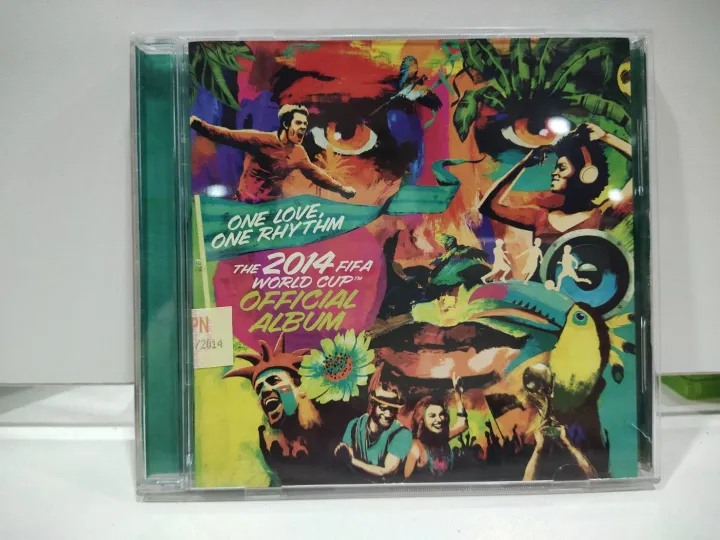 ONE LOVE,
ONE RHYTHM
THE 2014 FIFA
WORLD CUP™
OFFICIAL
ALBUM
PN
/2014